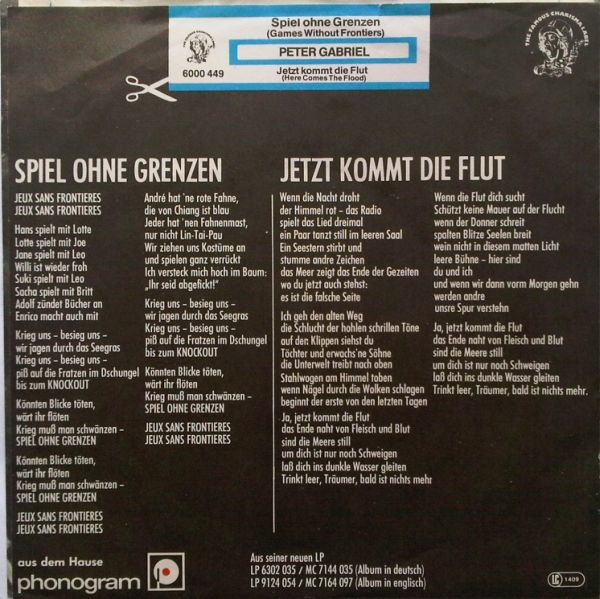 Spiel ohne Grenzen
(Games Without Frontiers)
PETER GABRIEL
6000 449
Jetzt kommt die Flut
(Here Comes The Flood)
THE FAMOUS CHARISMA LABEL
SPIEL OHNE GRENZEN
JEUX SANS FRONTIERES
JEUX SANS FRONTIERES
Hans spielt mit Lotte
Lotte spielt mit Joe
Jane spielt mit Leo
Willi ist wieder froh
Suki spielt mit Leo
Sacha spielt mit Britt
Adolf zündet Bücher an
Enrico macht auch mit
Krieg uns – besieg uns –
wir jagen durch das Seegras
Krieg uns – besieg uns –
piß auf die Fratzen im Dschungel
bis zum KNOCKOUT
Könnten Blicke töten,
wärt ihr flöten
Krieg muß man schwänzen –
SPIEL OHNE GRENZEN
Könnten Blicke töten,
wärt ihr flöten
Krieg muß man schwänzen –
SPIEL OHNE GRENZEN
JEUX SANS FRONTIERES
JEUX SANS FRONTIERES
André hat 'ne rote Fahne,
die von Chiang ist blau
Jeder hat 'nen Fahnenmast,
nur nicht Lin-Tai-Pau
Wir ziehen uns Kostüme an
und spielen ganz verrückt
Ich versteck mich hoch im Baum:
„Ihr seid abgefickt!“
Krieg uns – besieg uns –
wir jagen durch das Seegras
Krieg uns – besieg uns –
piß auf die Fratzen im Dschungel
bis zum KNOCKOUT
Könnten Blicke töten,
wärt ihr flöten
Krieg muß man schwänzen –
SPIEL OHNE GRENZEN
JEUX SANS FRONTIERES
JEUX SANS FRONTIERES
JETZT KOMMT DIE FLUT
Wenn die Nacht droht
der Himmel rot – das Radio
spielt das Lied dreimal
ein Paar tanzt still im leeren Saal
Ein Seestern stirbt und
stumme andre Zeichen
das Meer zeigt das Ende der Gezeiten
wo du jetzt auch stehst:
es ist die falsche Seite
Ich geh den alten Weg
die Schlucht der hohlen schrillen Töne
auf den Klippen siehst du
Töchter und erwachs'ne Söhne
die Unterwelt treibt nach oben
Stahlwogen am Himmel toben
wenn Nägel durch die Wolken schlagen
beginnt der erste von den letzten Tagen
Ja, jetzt kommt die Flut
das Ende naht von Fleisch und Blut
sind die Meere still
um dich ist nur noch Schweigen
laß dich ins dunkle Wasser gleiten
Trinkt leer, Träumer, bald ist nichts mehr
Wenn die Flut dich sucht
Schützt keine Mauer auf der Flucht
wenn der Donner schreit
spalten Blitze Seelen breit
wein nicht in diesem matten Licht
leere Bühne – hier sind
du und ich
und wenn wir dann vorm Morgen gehn
werden andre
unsre Spur verstehn
Ja, jetzt kommt die Flut
das Ende naht von Fleisch und Blut
sind die Meere still
um dich ist nur noch Schweigen
laß dich ins dunkle Wasser gleiten
Trinkt leer, Träumer, bald ist nichts mehr.
aus dem Hause
phonogram
Aus seiner neuen LP
LP 6302 035 / MC 7144 035 (Album in deutsch)
LP 9124 054 / MC 7164 097 (Album in englisch)
LC 1409